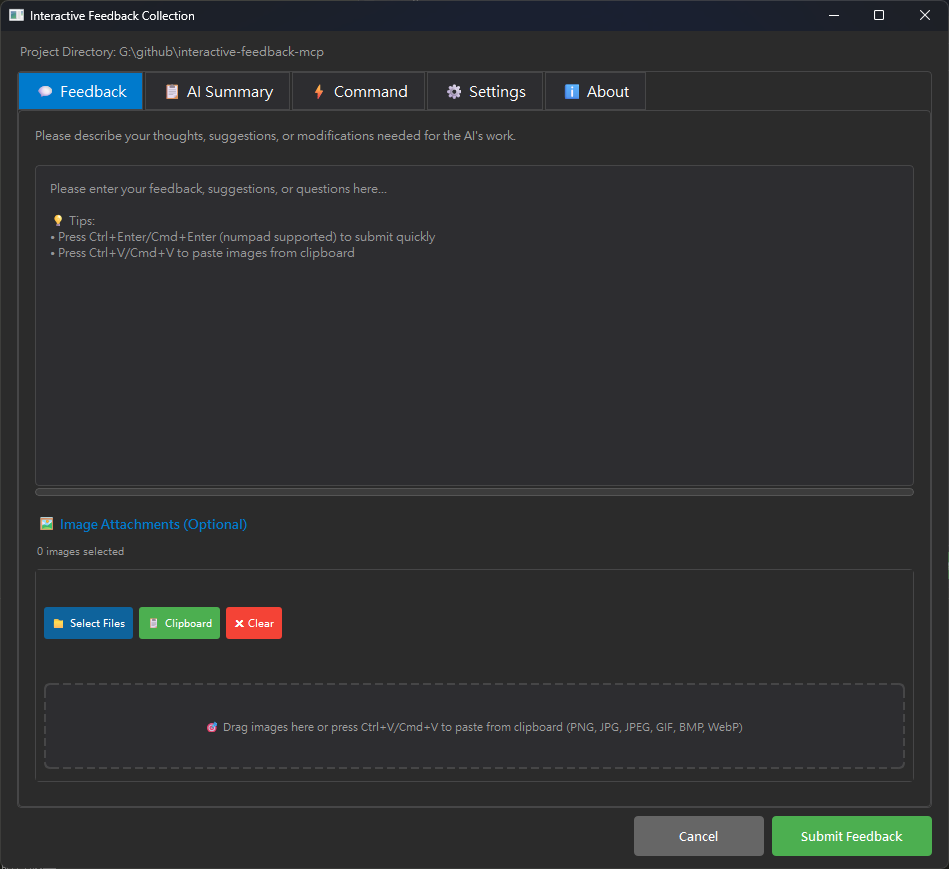 Interactive Feedback Collection
Project Directory: G:\github\interactive-feedback-mcp
Feedback
AI Summary
Command
Settings
About
Please describe your thoughts, suggestions, or modifications needed for the AI's work.
Please enter your feedback, suggestions, or questions here...
💡 Tips:
• Press Ctrl+Enter/Cmd+Enter (numpad supported) to submit quickly
• Press Ctrl+V/Cmd+V to paste images from clipboard
Image Attachments (Optional)
0 images selected
Select Files
Clipboard
Clear
Drag images here or press Ctrl+V/Cmd+V to paste from clipboard (PNG, JPG, JPEG, GIF, BMP, WebP)
Cancel
Submit Feedback